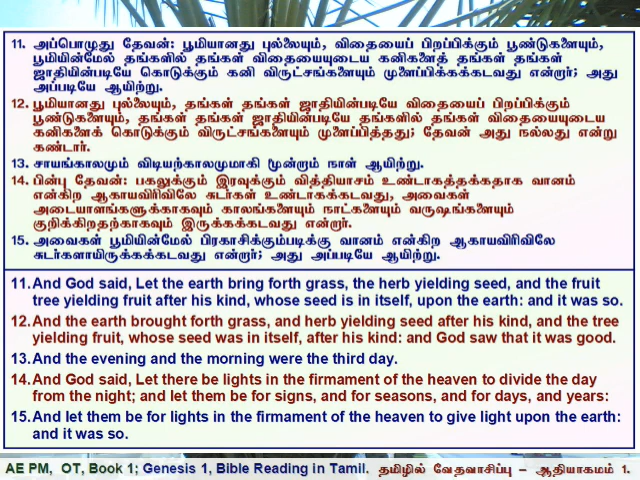 11. அப்பொழுது தேவன்: பூமியானது புல்லையும், விதையைப் பிறப்பிக்கும் பூண்டுகளையும்,
பூமியின்மேல் தங்களில் தங்கள் விதையையுடைய கனிகளைத் தங்கள் தங்கள்
ஜாதியின்படியே கொடுக்கும் கனி விருட்சங்களையும் முளைப்பிக்கக்கடவது என்றார்; அது
அப்படியே ஆயிற்று.
12. பூமியானது புல்லையும், தங்கள் தங்கள் ஜாதியின்படியே விதையைப் பிறப்பிக்கும்
பூண்டுகளையும், தங்கள் தங்கள் ஜாதியின்படியே தங்களில் தங்கள் விதையையுடைய
கனிகளைக் கொடுக்கும் விருட்சங்களையும் முளைப்பித்தது; தேவன் அது நல்லது என்று
கண்டார்.
13. சாயங்காலமும் விடியற்காலமுமாகி மூன்றாம் நாள் ஆயிற்று.
14. பின்பு தேவன்: பகலுக்கும் இரவுக்கும் வித்தியாசம் உண்டாகத்தக்கதாக வானம்
என்கிற ஆகாயவிரிவிலே சுடர்கள் உண்டாகக்கடவது, அவைகள்
அடையாளங்களுக்காகவும் காலங்களையும் நாட்களையும் வருஷங்களையும்
குறிக்கிறதற்காகவும் இருக்கக்கடவது என்றார்.
15. அவைகள் பூமியின்மேல் பிரகாசிக்கும்படிக்கு வானம் என்கிற ஆகாயவிரிவிலே
சுடர்களாயிருக்கக்கடவது என்றார்; அது அப்படியே ஆயிற்று.
11. And God said, Let the earth bring forth grass, the herb yielding seed, and the fruit
tree yielding fruit after his kind, whose seed is in itself, upon the earth: and it was so.
12. And the earth brought forth grass, and herb yielding seed after his kind, and the tree
yielding fruit, whose seed was in itself, after his kind: and God saw that it was good.
13. And the evening and the morning were the third day.
14. And God said, Let there be lights in the firmament of the heaven to divide the day
from the night; and let them be for signs, and for seasons, and for days, and years:
15. And let them be for lights in the firmament of the heaven to give light upon the earth:
and it was so.
AE PM, OT, Book 1; Genesis 1, Bible Reading in Tamil. தமிழில் வேதவாசிப்பு – ஆதியாகமம் 1.